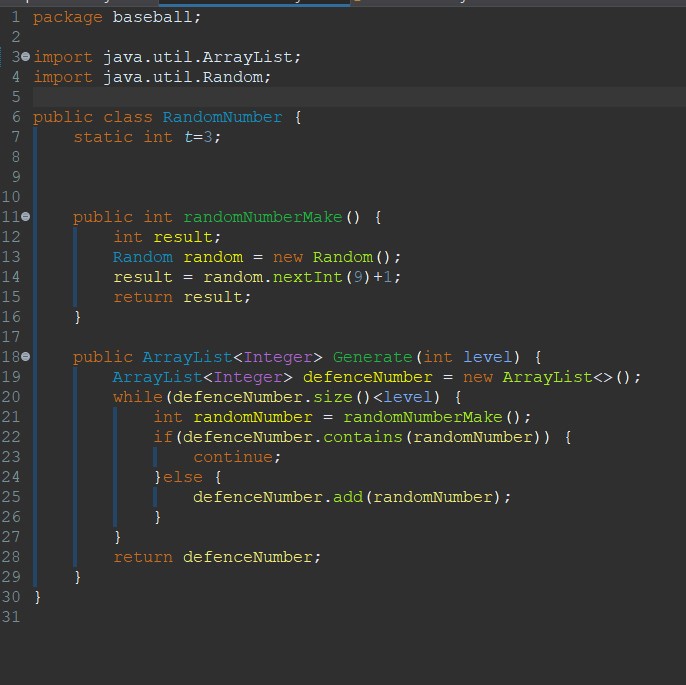 1 package baseball;
2
3 import java.util.ArrayList;
4 import java.util.Random;
5
6 public class RandomNumber {
7     static int t=3;
8
9
10
11     public int randomNumberMake() {
12         int result;
13         Random random = new Random();
14         result = random.nextInt(9)+1;
15         return result;
16     }
17
18     public ArrayList<Integer> Generate(int level) {
19         ArrayList<Integer> defenceNumber = new ArrayList<>();
20         while(defenceNumber.size()<level) {
21             int randomNumber = randomNumberMake();
22             if(defenceNumber.contains(randomNumber)) {
23                 continue;
24             }else {
25                 defenceNumber.add(randomNumber);
26             }
27         }
28         return defenceNumber;
29     }
30 }
31